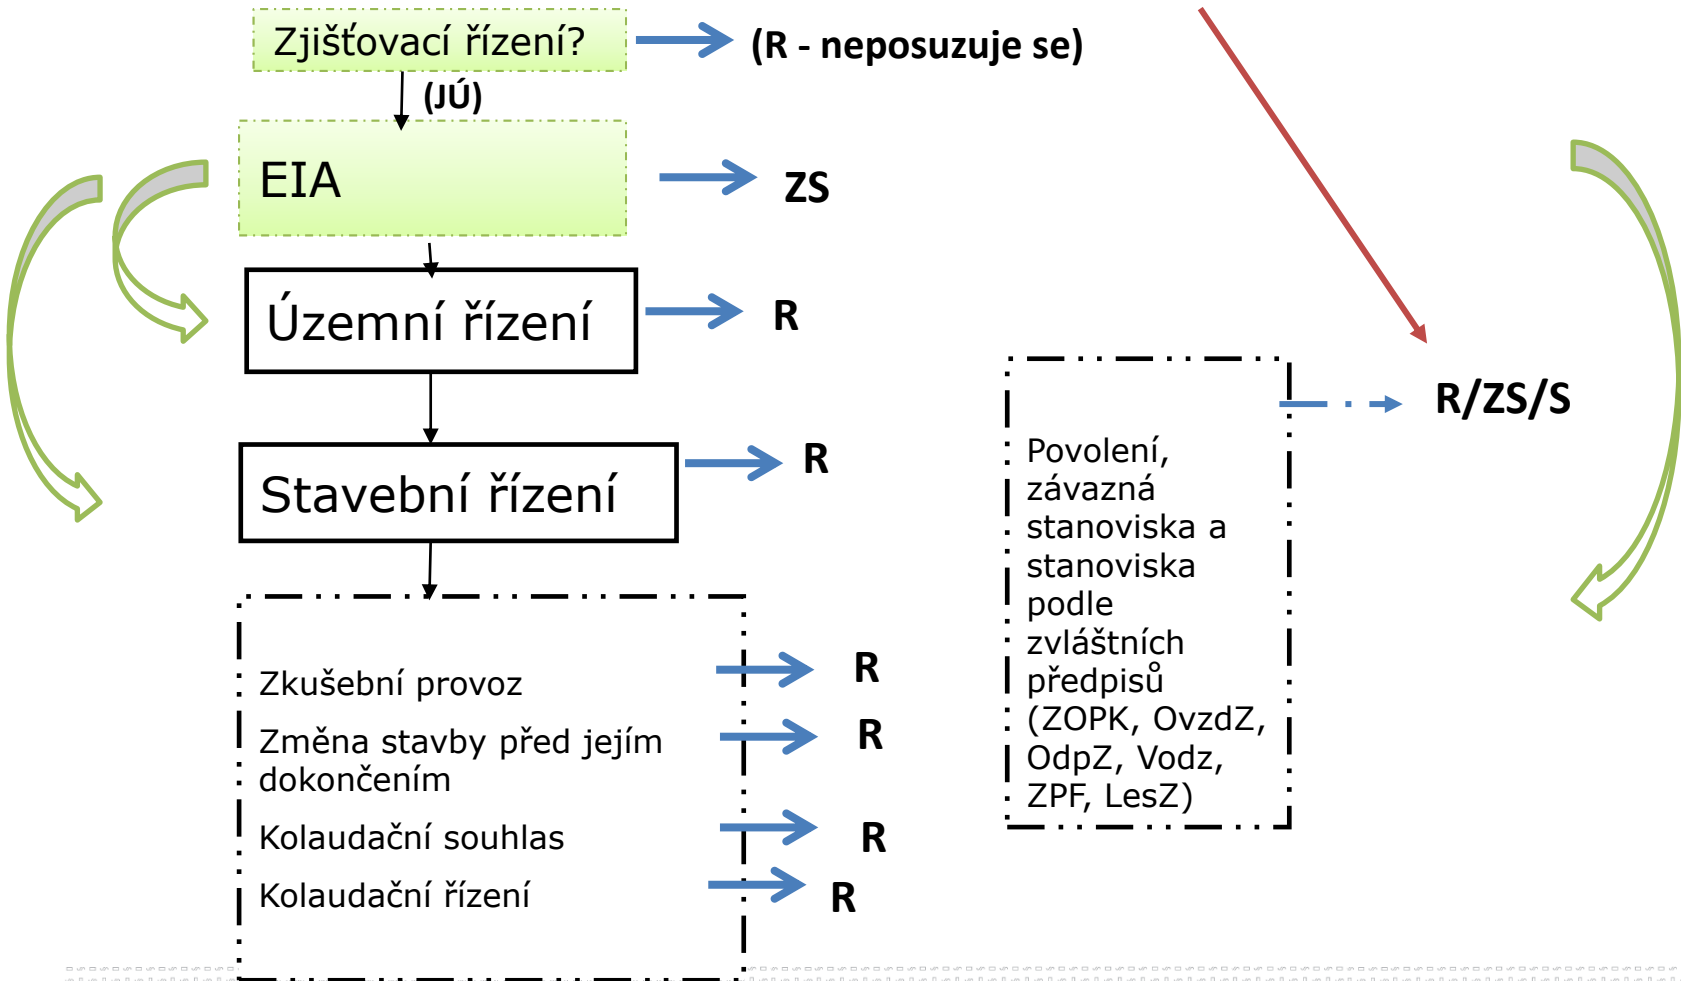 Zjišťovací řízení?
(R - neposuzuje se)
(JÚ)
EIA
ZS
Územní řízení
R
Stavební řízení
R
Zkušební provoz
R
Změna stavby před jejím
dokončením
R
Kolaudační souhlas
R
Kolaudační řízení
R
Povolení,
závazná
stanoviska a
stanoviska
podle
zvláštních
předpisů
(ZOPK, OvzdZ,
OdpZ, Vodz,
ZPF, LesZ)
R/ZS/S